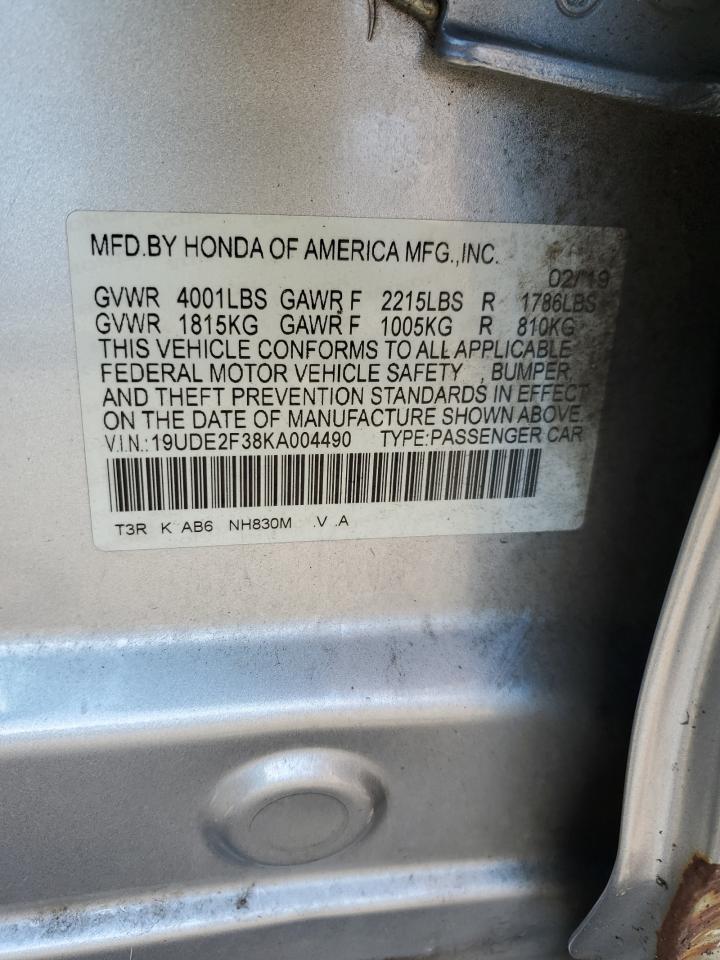 MFD.BY HONDA OF AMERICA MFG.,INC.
02/19
GVWR 4001LBS GAWR F 2215LBS R 1786LBS
GVWR 1815KG GAWR F 1005KG R 810KG
THIS VEHICLE CONFORMS TO ALL APPLICABLE
FEDERAL MOTOR VEHICLE SAFETY , BUMPER,
AND THEFT PREVENTION STANDARDS IN EFFECT
ON THE DATE OF MANUFACTURE SHOWN ABOVE.
V.I.N.:19UDE2F38KA004490 TYPE:PASSENGER CAR
T3R K AB6 NH830M .V .A